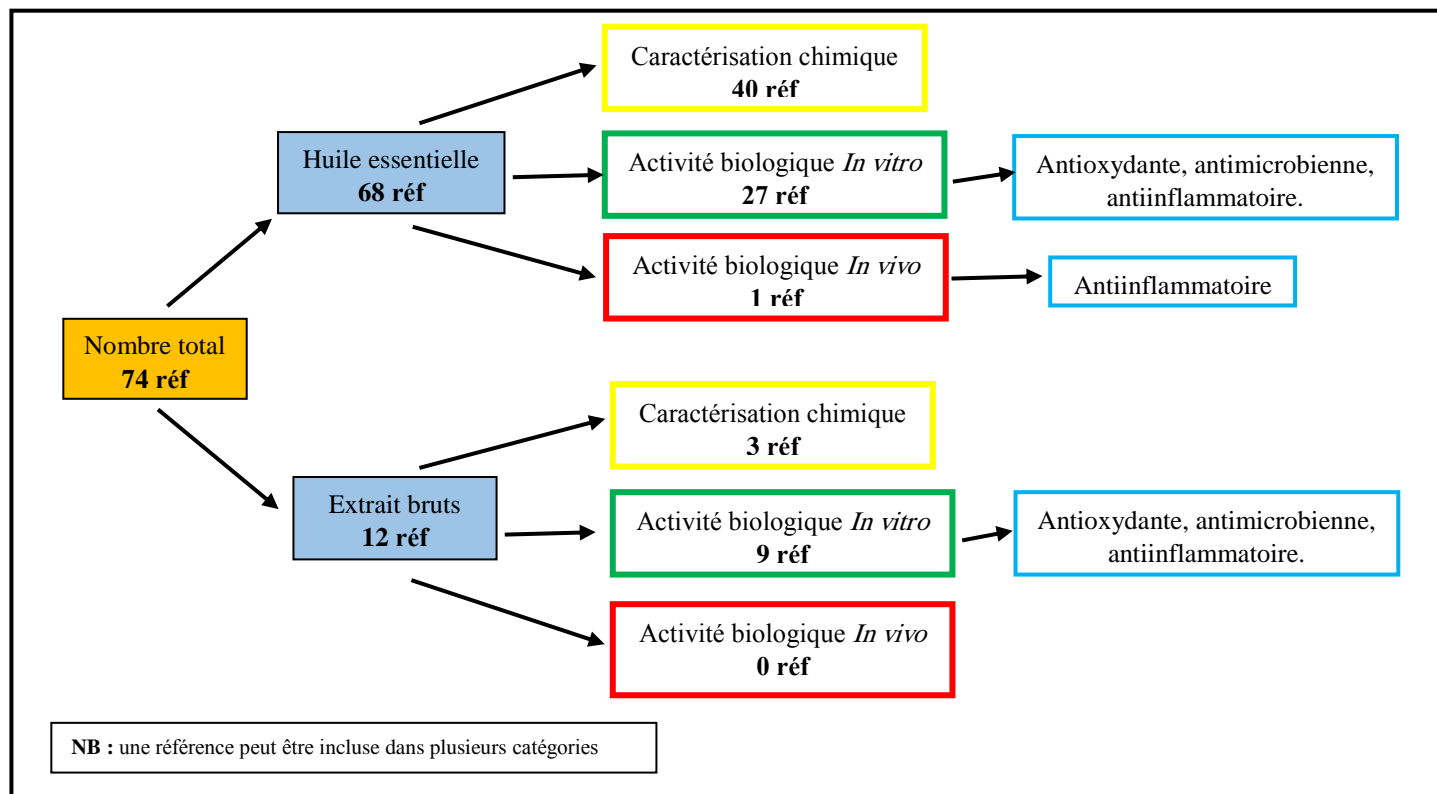 Caractérisation chimique
40 réf
Huile essentielle
68 réf
Activité biologique In vitro
27 réf
Antioxydante, antimicrobienne,
antiinflammatoire.
Activité biologique In vivo
1 réf
Antiinflammatoire
Nombre total
74 réf
Caractérisation chimique
3 réf
Extrait bruts
12 réf
Activité biologique In vitro
9 réf
Antioxydante, antimicrobienne,
antiinflammatoire.
Activité biologique In vivo
0 réf
NB : une référence peut être incluse dans plusieurs catégories